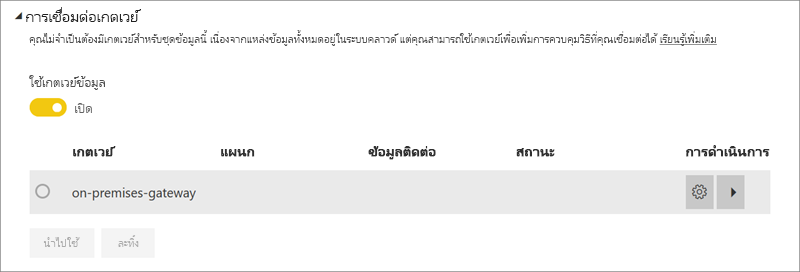 การเชื่อมต่อเกตเวย์
คุณไม่จำเป็นต้องมีเกตเวย์สำหรับชุดข้อมูลนี้ เนื่องจากแหล่งข้อมูลทั้งหมดอยู่ในระบบคลาวด์ แต่คุณสามารถใช้เกตเวย์เพื่อเพิ่มการควบคุมวิธีที่คุณเชื่อมต่อได้ เรียนรู้เพิ่มเติม
ใช้เกตเวย์ข้อมูล
เปิด
เกตเวย์ แผนก ข้อมูลติดต่อ สถานะ การดำเนินการ
on-premises-gateway
นำไปใช้ ละทิ้ง